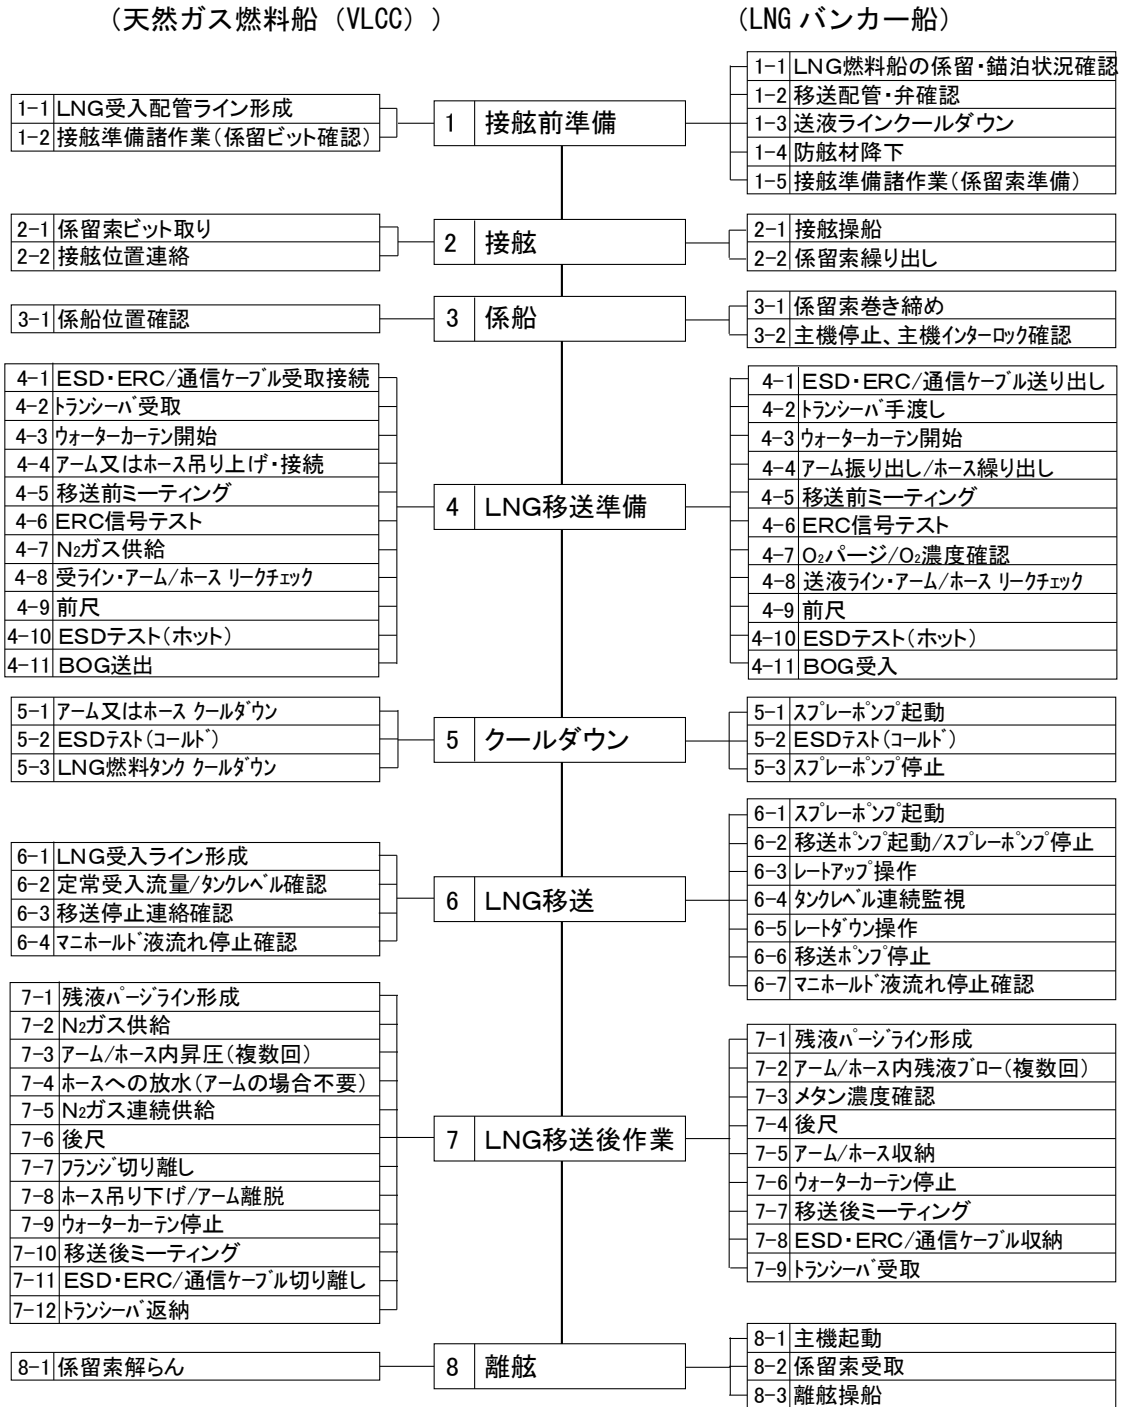 （天然ガス燃料船（VLCC））
（LNGバンカー船）
1-1 LNG受入配管ライン形成
1-2 接舷準備諸作業（係留ビット確認）
1 接舷前準備
1-1 LNG燃料船の係留・錨泊状況確認
1-2 移送配管・弁確認
1-3 送液ラインクールダウン
1-4 防舷材降下
1-5 接舷準備諸作業（係留索準備）
2-1 係留索ビット取り
2-2 接舷位置連絡
2 接舷
2-1 接舷操船
2-2 係留索繰り出し
3-1 係船位置確認
3 係船
3-1 係留索巻き締め
3-2 主機停止、主機インターロック確認
4-1 ESD・ERC/通信ケーブル受取接続
4-2 トランシーバ受取
4-3 ウォーターカーテン開始
4-4 アーム又はホース吊り上げ・接続
4-5 移送前ミーティング
4-6 ERC信号テスト
4-7 N₂ガス供給
4-8 受ライン・アーム/ホース リークチェック
4-9 前尺
4-10 ESDテスト（ホット）
4-11 BOG送出
4 LNG移送準備
4-1 ESD・ERC/通信ケーブル送り出し
4-2 トランシーバ手渡し
4-3 ウォーターカーテン開始
4-4 アーム振り出し/ホース繰り出し
4-5 移送前ミーティング
4-6 ERC信号テスト
4-7 O₂パージ/O₂濃度確認
4-8 送液ライン・アーム/ホース リークチェック
4-9 前尺
4-10 ESDテスト（ホット）
4-11 BOG受入
5-1 アーム又はホース クールダウン
5-2 ESDテスト（コールド）
5-3 LNG燃料タンク クールダウン
5 クールダウン
5-1 スプレーポンプ起動
5-2 ESDテスト（コールド）
5-3 スプレーポンプ停止
6-1 LNG受入ライン形成
6-2 定常受入流量/タンクレベル確認
6-3 移送停止連絡確認
6-4 マニホールド液流れ停止確認
6 LNG移送
6-1 スプレーポンプ起動
6-2 移送ポンプ起動/スプレーポンプ停止
6-3 レートアップ操作
6-4 タンクレベル連続監視
6-5 レートダウン操作
6-6 移送ポンプ停止
6-7 マニホールド液流れ停止確認
7-1 残液パージライン形成
7-2 N₂ガス供給
7-3 アーム/ホース内昇圧（複数回）
7-4 ホースへの放水（アームの場合不要）
7-5 N₂ガス連続供給
7-6 後尺
7-7 フランジ切り離し
7-8 ホース吊り下げ/アーム離脱
7-9 ウォーターカーテン停止
7-10 移送後ミーティング
7-11 ESD・ERC/通信ケーブル切り離し
7-12 トランシーバ返納
7 LNG移送後作業
7-1 残液パージライン形成
7-2 アーム/ホース内残液ブロー（複数回）
7-3 メタン濃度確認
7-4 後尺
7-5 アーム/ホース収納
7-6 ウォーターカーテン停止
7-7 移送後ミーティング
7-8 ESD・ERC/通信ケーブル収納
7-9 トランシーバ受取
8-1 係留索解らん
8 離舷
8-1 主機起動
8-2 係留索受取
8-3 離舷操船